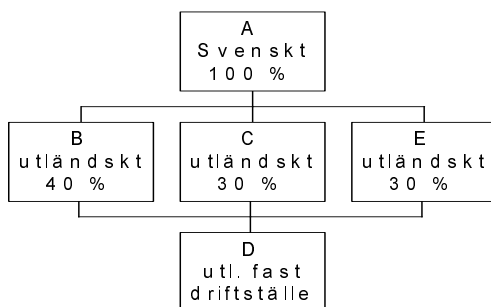 A
Svenskt
100 %
B
utländskt
40 %
C
utländskt
30 %
E
utländskt
30 %
D
utl. fast
driftställe